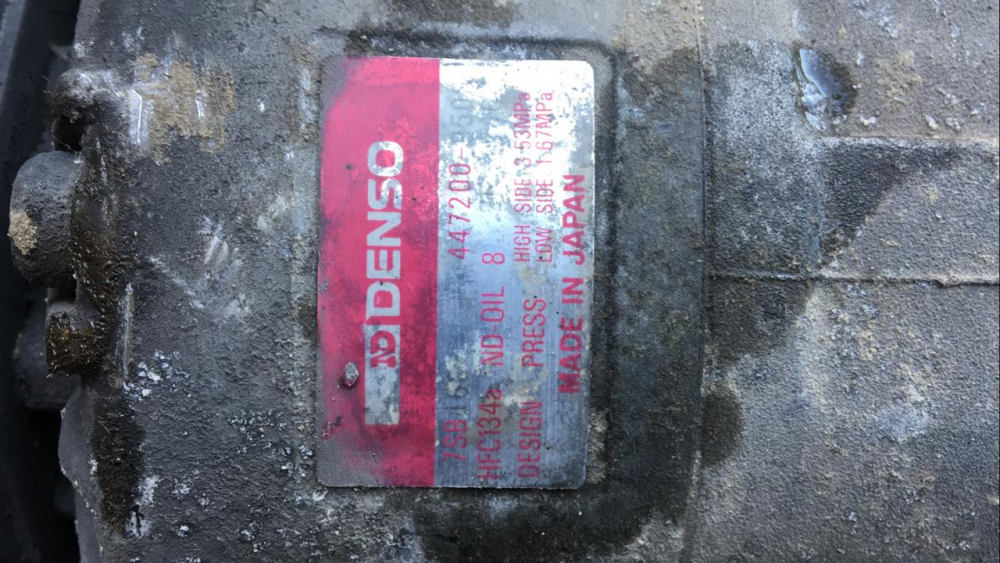 DENSO
447200-
HFC134a ND-OIL 8
DESIGN PRESS. HIGH SIDE 3.53MPa
LOW SIDE 1.67MPa
MADE IN JAPAN